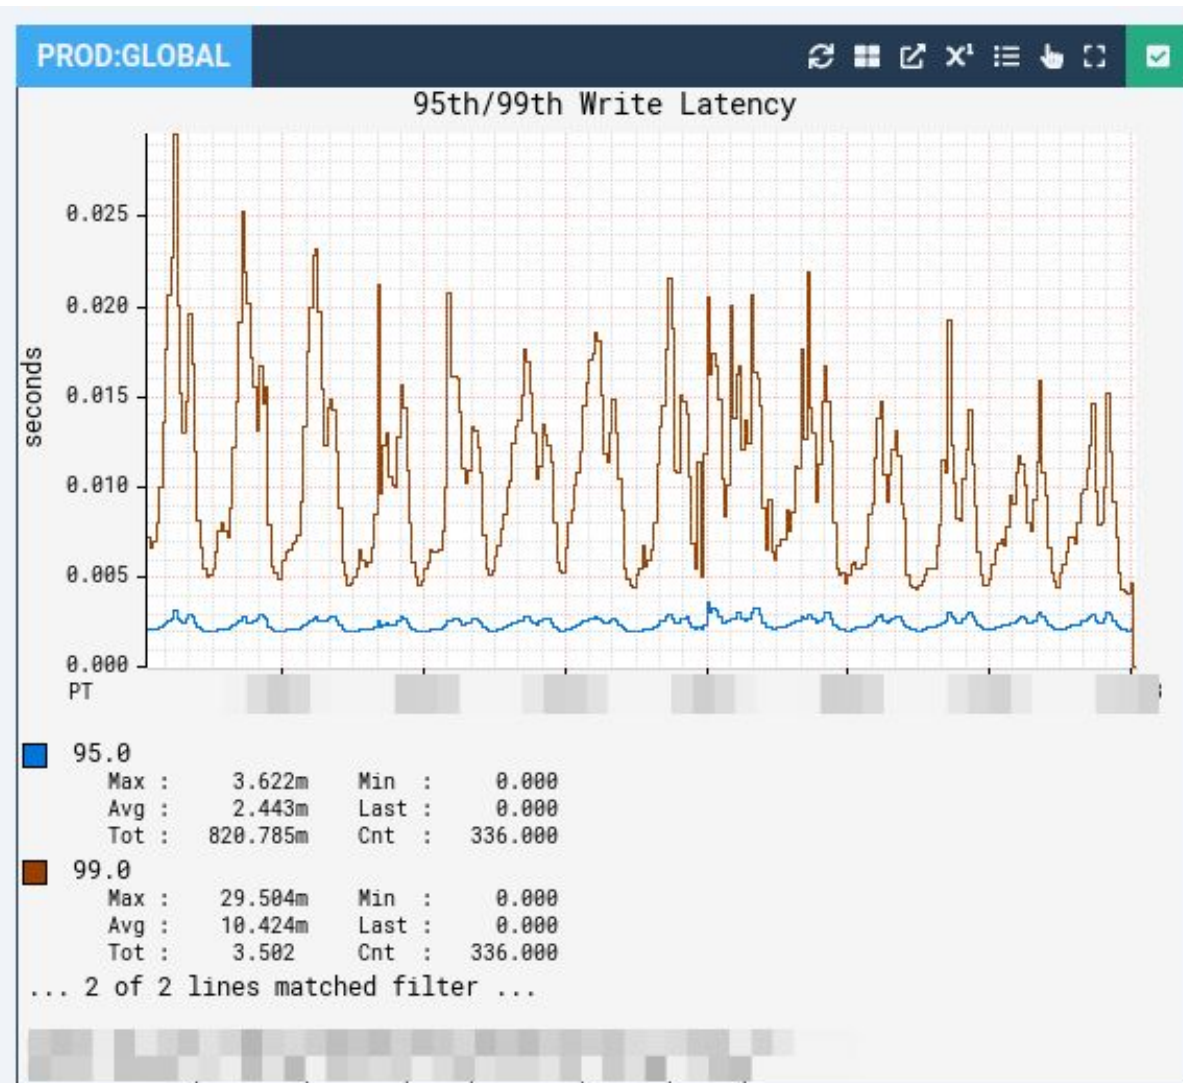 PROD:GLOBAL
95th/99th Write Latency
seconds
0.025
0.020
0.015
0.010
0.005
0.000
PT
95.0
Max : 3.622m Min : 0.000
Avg : 2.443m Last : 0.000
Tot : 820.785m Cnt : 336.000
99.0
Max : 29.504m Min : 0.000
Avg : 10.424m Last : 0.000
Tot : 3.502 Cnt : 336.000
... 2 of 2 lines matched filter ...